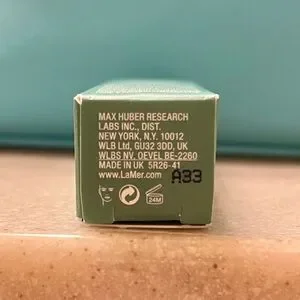 MAX HUBER RESEARCH
LABS INC., DIST.
NEW YORK, N.Y. 10012
WLB Ltd, GU32 3DD, UK
WLBS NV. OEVEL BE-2260
MADE IN UK 5R26-41
www.LaMer.com
A33
24M